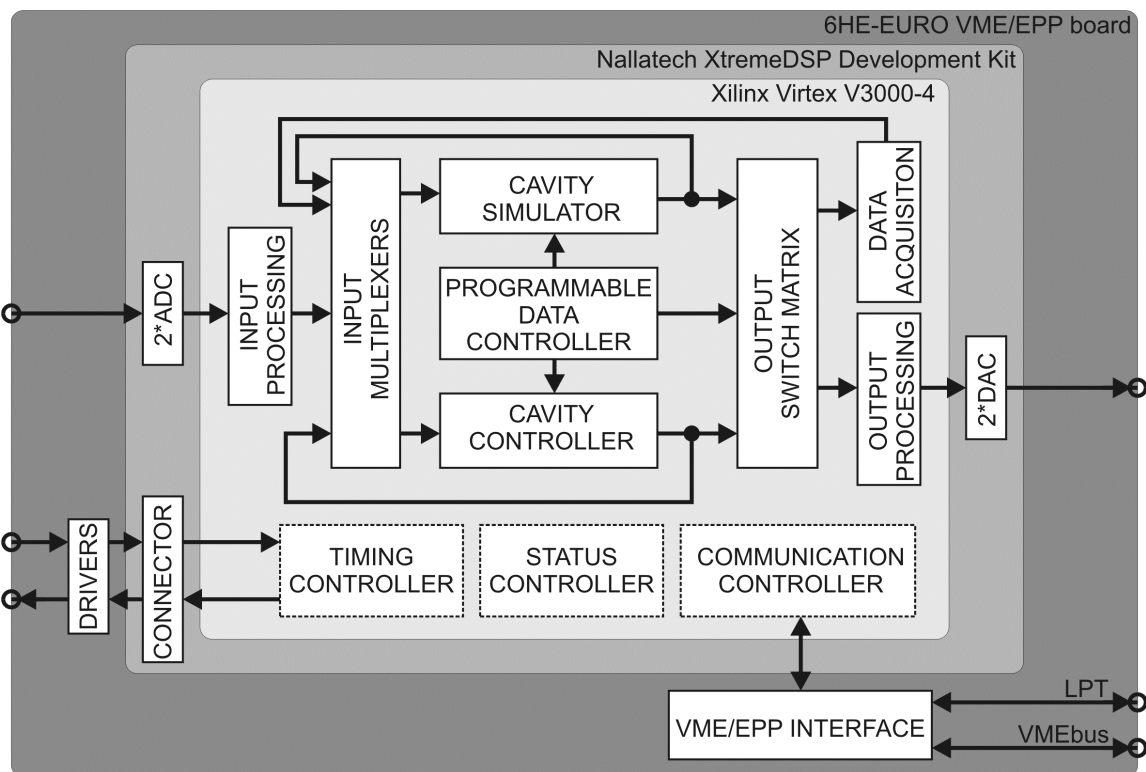 6HE-EURO VME/EPP board
Nallatech XtremeDSP Development Kit
Xilinx Virtex V3000-4
2*ADC
INPUT
PROCESSING
INPUT
MULTIPLEXERS
CAVITY
SIMULATOR
PROGRAMMABLE
DATA
CONTROLLER
CAVITY
CONTROLLER
OUTPUT
SWITCH MATRIX
DATA
ACQUISITON
OUTPUT
PROCESSING
2*DAC
DRIVERS
CONNECTOR
TIMING
CONTROLLER
STATUS
CONTROLLER
COMMUNICATION
CONTROLLER
VME/EPP INTERFACE
LPT
VMEbus